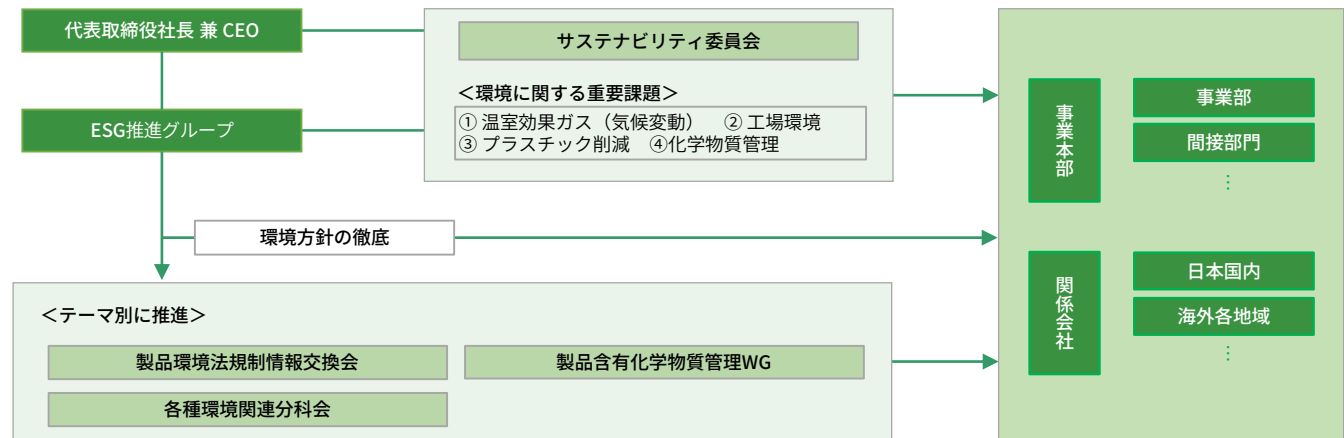 代表取締役社長 兼 CEO
ESG推進グループ
サステナビリティ委員会
＜環境に関する重要課題＞
① 温室効果ガス（気候変動）　② 工場環境
③ プラスチック削減　④化学物質管理
環境方針の徹底
＜テーマ別に推進＞
製品環境法規制情報交換会
製品含有化学物質管理WG
各種環境関連分科会
事業本部
事業部
間接部門
⋮
関係会社
日本国内
海外各地域
⋮